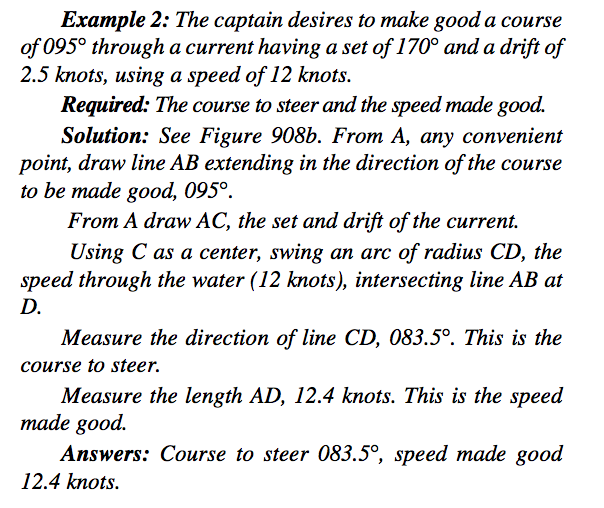 Example 2: The captain desires to make good a course
of 095° through a current having a set of 170° and a drift of
2.5 knots, using a speed of 12 knots.
Required: The course to steer and the speed made good.
Solution: See Figure 908b. From A, any convenient
point, draw line AB extending in the direction of the course
to be made good, 095°.
From A draw AC, the set and drift of the current.
Using C as a center, swing an arc of radius CD, the
speed through the water (12 knots), intersecting line AB at
D.
Measure the direction of line CD, 083.5°. This is the
course to steer.
Measure the length AD, 12.4 knots. This is the speed
made good.
Answers: Course to steer 083.5°, speed made good
12.4 knots.